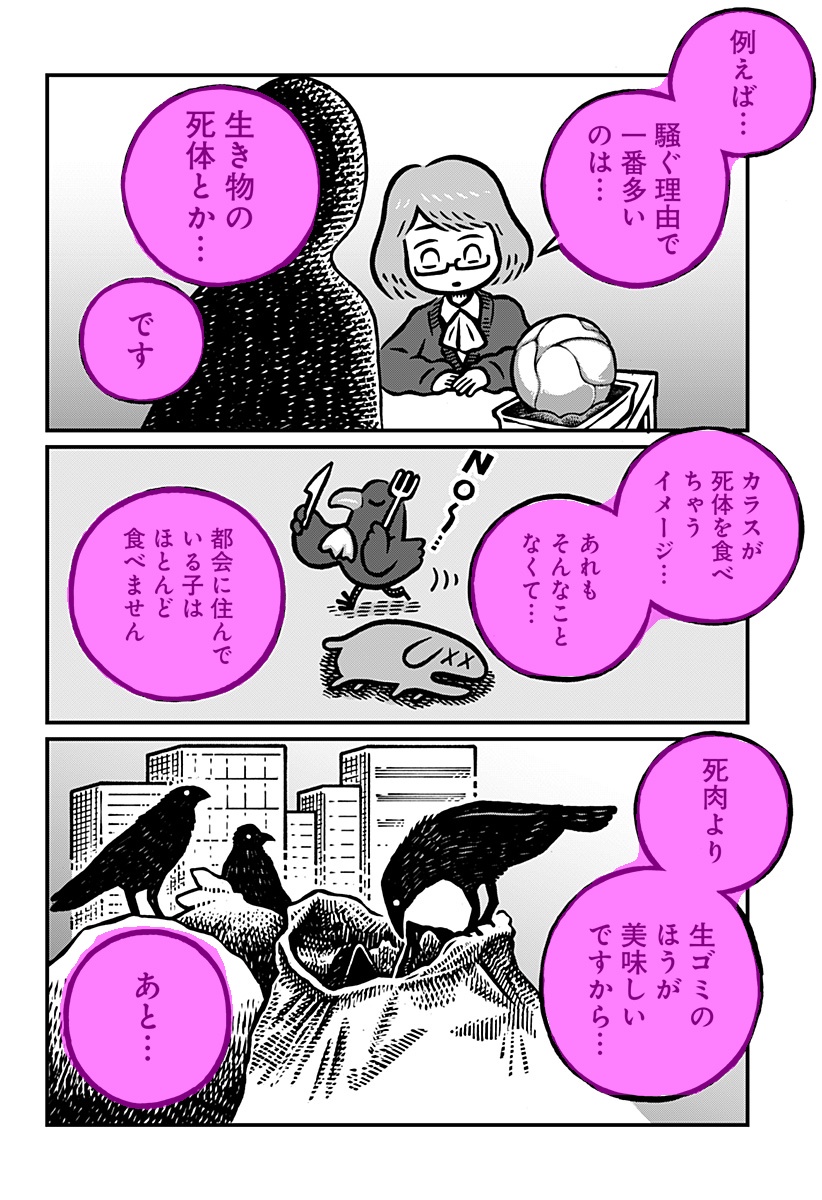 例えば…
騒ぐ理由で
一番多い
のは…
生き物の
死体とか…
です
カラスが
死体を食べ
ちゃう
イメージ…
あれも
そんなこと
なくて…
NO〜…
都会に住んで
いる子は
ほとんど
食べません
死肉より
生ゴミの
ほうが
美味しい
ですから…
あと…